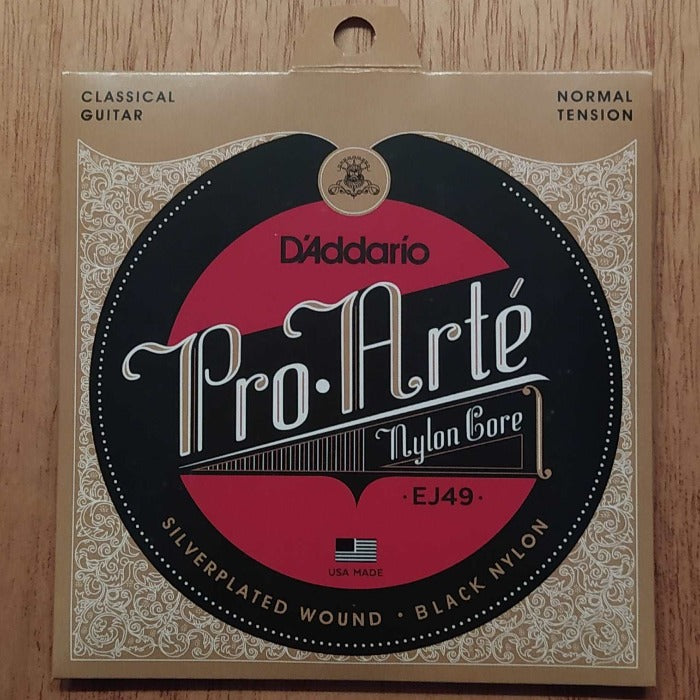 CLASSICAL
GUITAR
NORMAL
TENSION
D'Addario
Pro·Arté
Nylon Core
·EJ49·
USA MADE
SILVERPLATED WOUND · BLACK NYLON